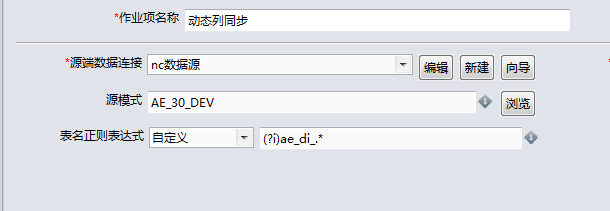 *作业项名称 动态列同步
*源端数据连接 nc数据源 编辑 新建 向导 *
源模式 AE_30_DEV 浏览
表名正则表达式 自定义 (?i)ae_di_.*